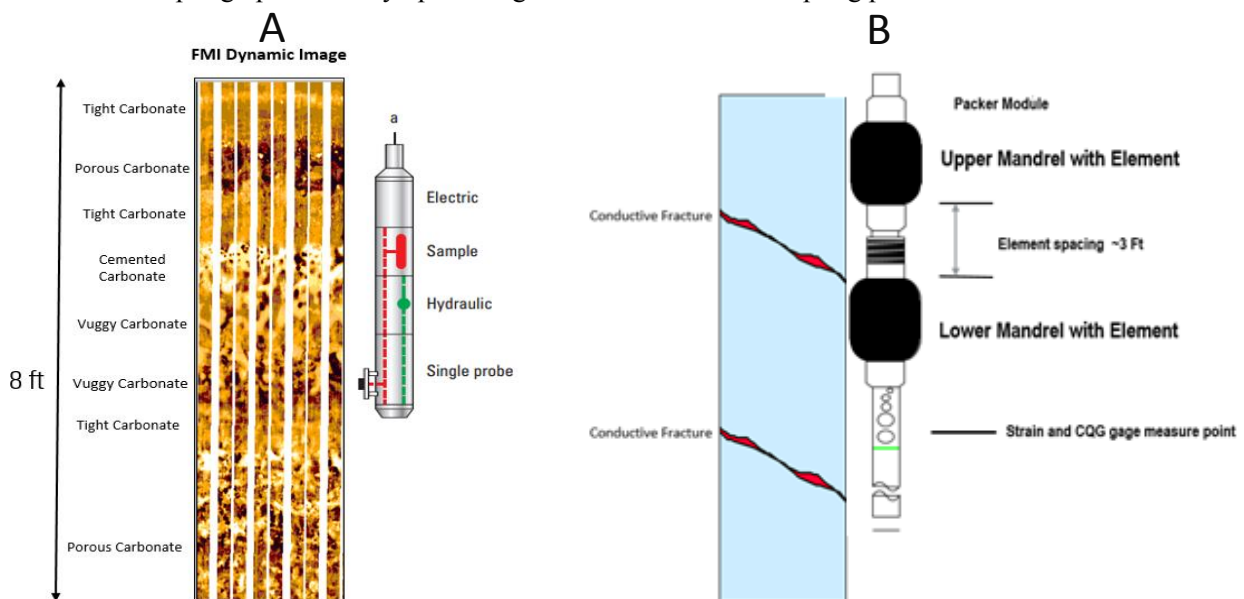 A
B
FMI Dynamic Image
Tight Carbonate
Porous Carbonate
Tight Carbonate
Cemented
Carbonate
Vuggy Carbonate
Vuggy Carbonate
Tight Carbonate
Porous Carbonate
8 ft
a
Electric
Sample
Hydraulic
Single probe
Conductive Fracture
Conductive Fracture
Packer Module
Upper Mandrel with Element
Element spacing ~3 Ft
Lower Mandrel with Element
Strain and CQG gage measure point